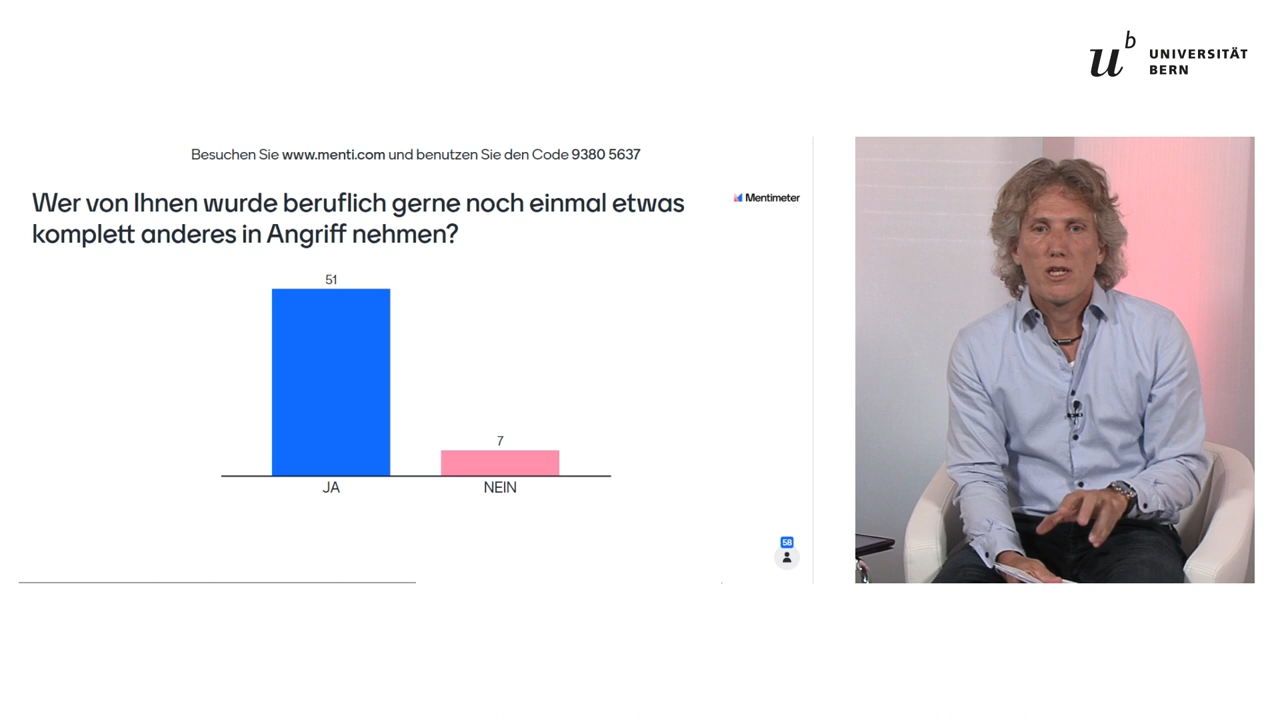 u b UNIVERSITÄT
BERN
Besuchen Sie www.menti.com und benutzen Sie den Code 9380 5637
Wer von Ihnen wurde beruflich gerne noch einmal etwas
komplett anderes in Angriff nehmen?
Mentimeter
51
7
JA
NEIN
58